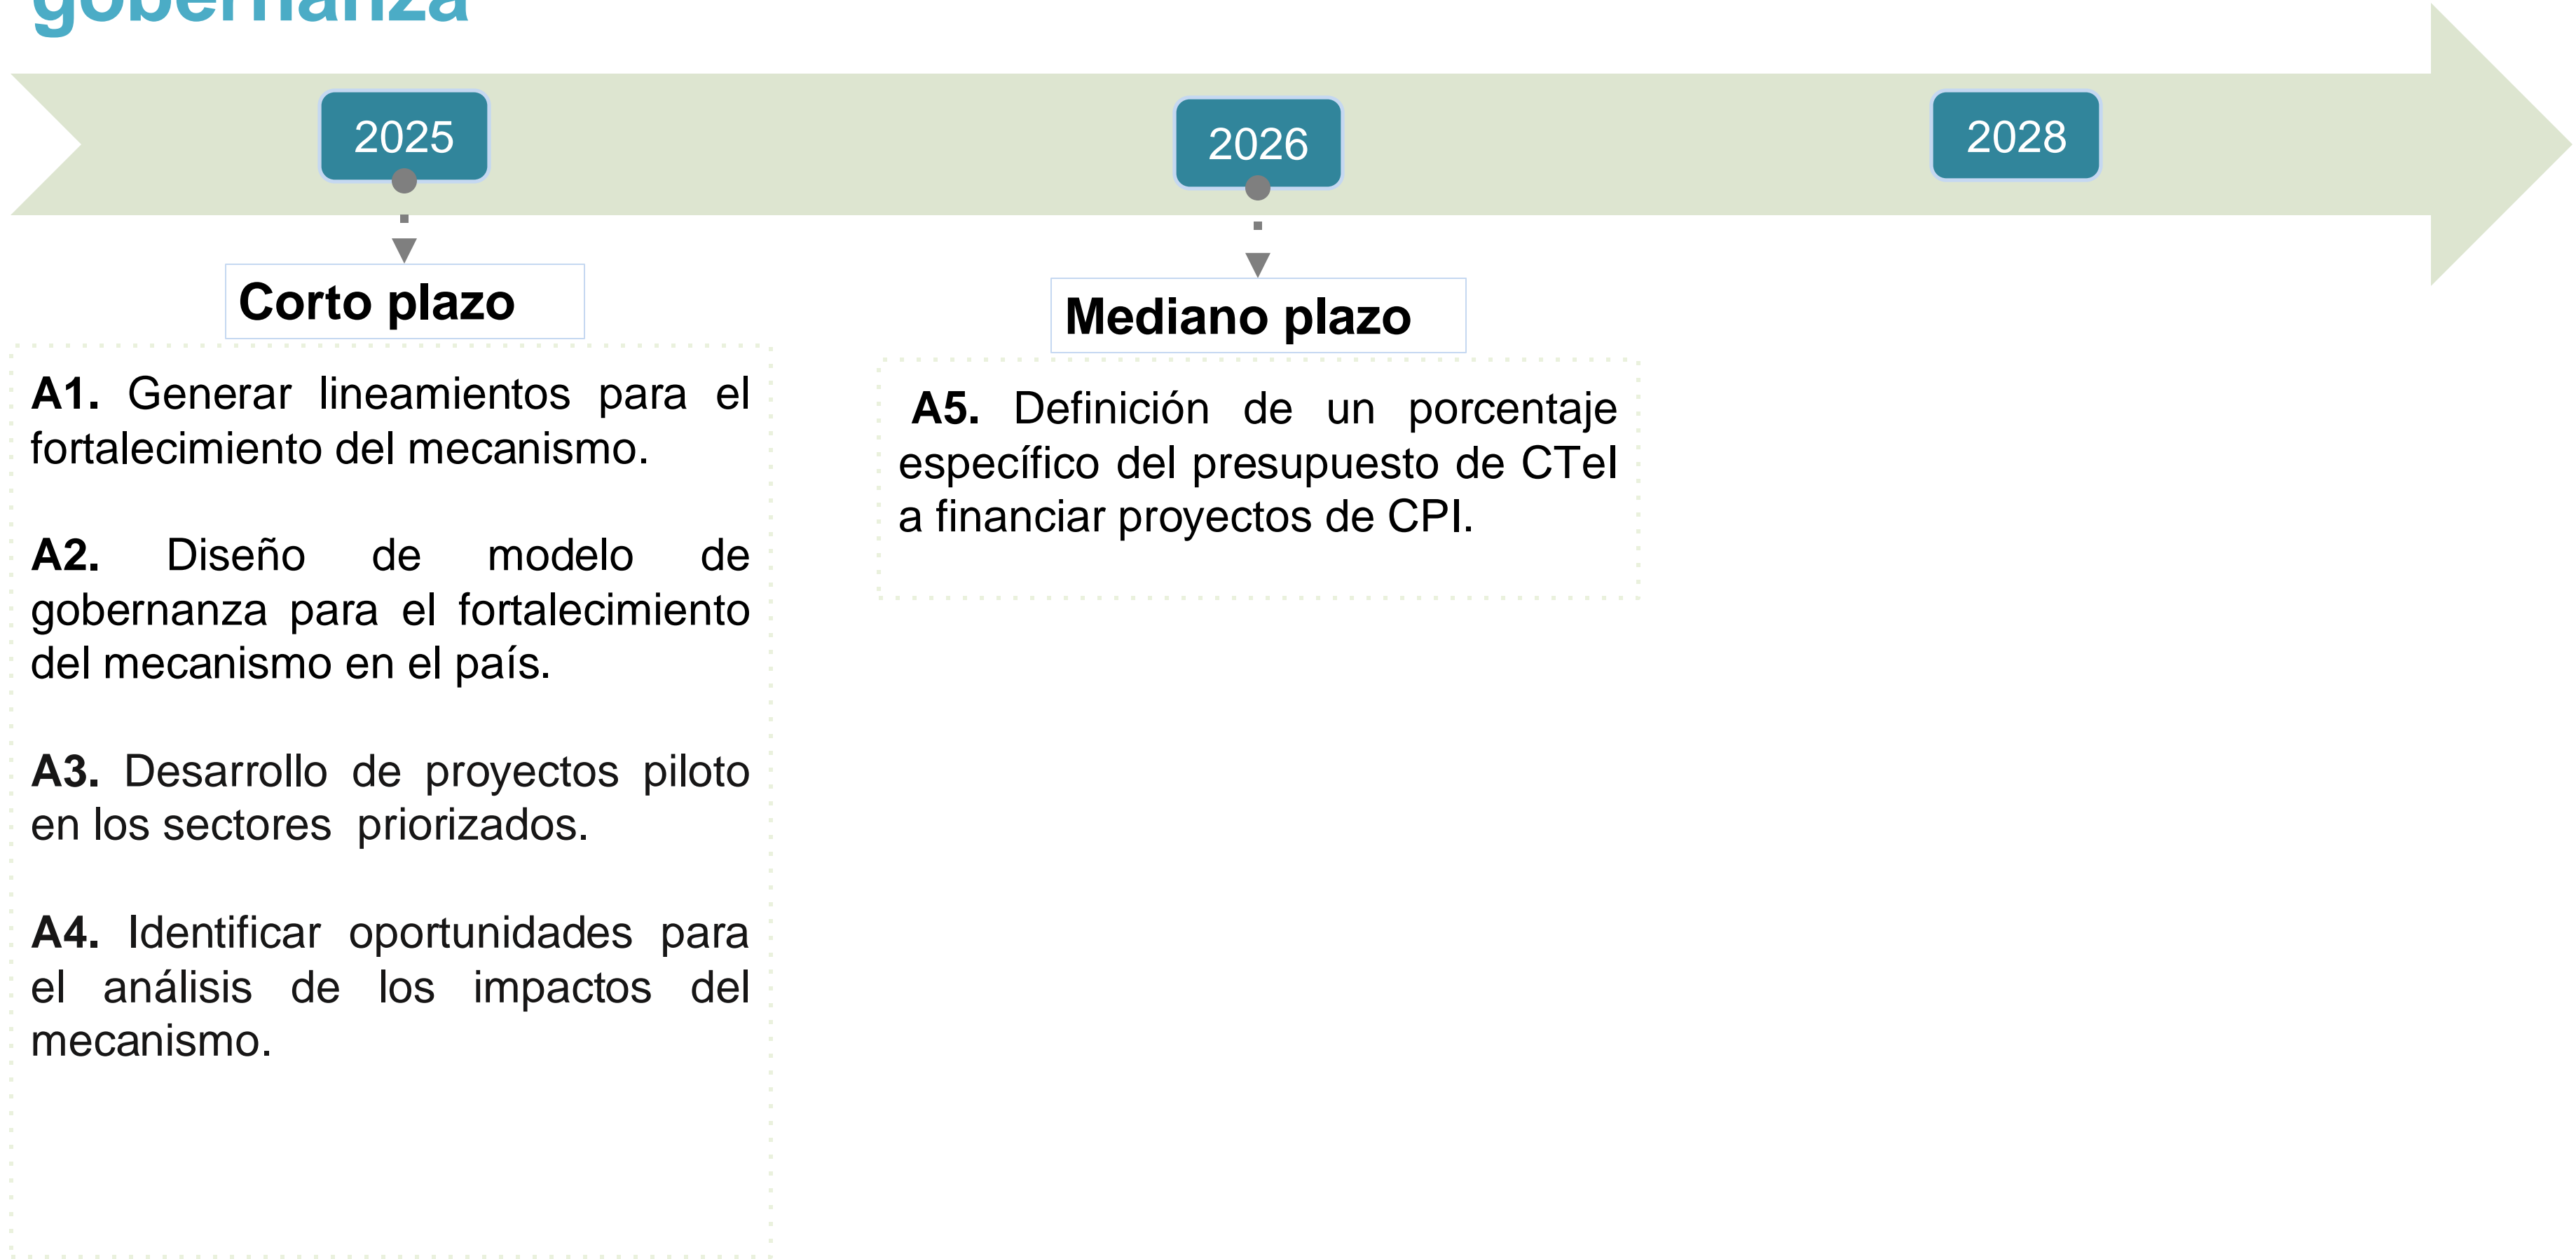 gobernanza
2025
2026
2028
Corto plazo
Mediano plazo
A1. Generar lineamientos para el
fortalecimiento del mecanismo.
A2. Diseño de modelo de
gobernanza para el fortalecimiento
del mecanismo en el país.
A3. Desarrollo de proyectos piloto
en los sectores priorizados.
A4. Identificar oportunidades para
el análisis de los impactos del
mecanismo.
A5. Definición de un porcentaje
específico del presupuesto de CTeI
a financiar proyectos de CPI.